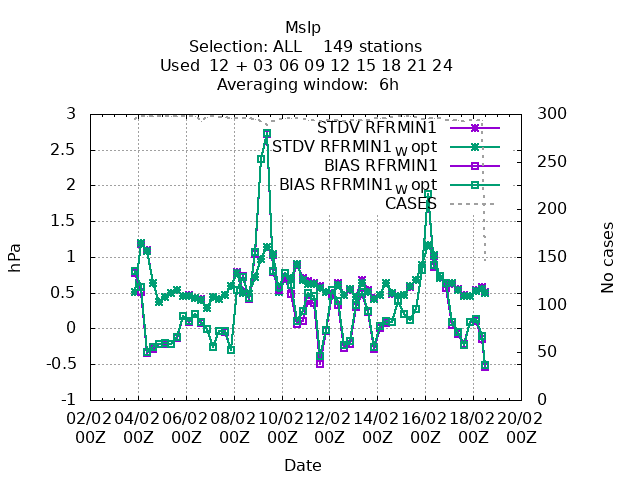 Mslp
Selection: ALL    149 stations
Used  12 + 03 06 09 12 15 18 21 24
Averaging window:  6h
3
2.5
2
1.5
1
0.5
0
-0.5
-1
hPa
300
250
200
150
100
50
0
No cases
STDV RFRMIN1
STDV RFRMIN1_w opt
BIAS RFRMIN1
BIAS RFRMIN1_w opt
CASES
02/02 04/02 06/02 08/02 10/02 12/02 14/02 16/02 18/02 20/02
00Z 00Z 00Z 00Z 00Z 00Z 00Z 00Z 00Z 00Z
Date